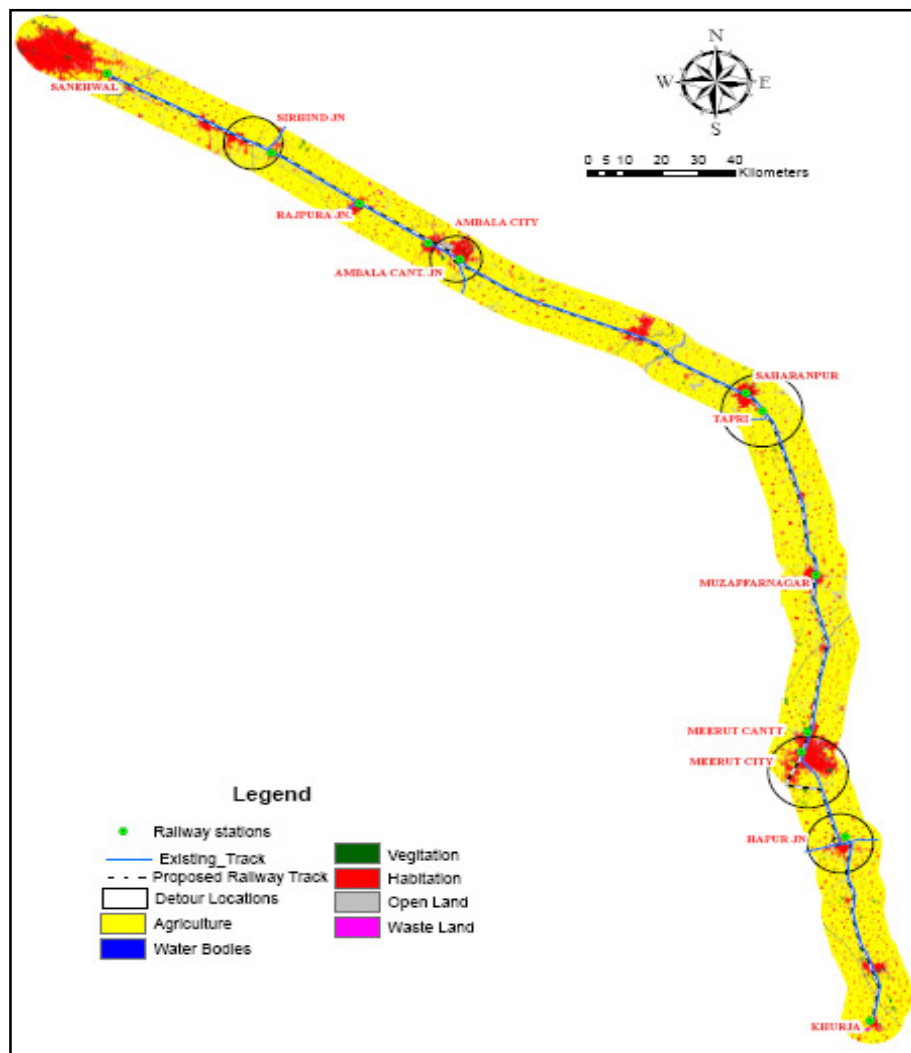 N
W E
S
SANEHWAL
SIRHIND JN
0 5 10 20 30 40
Kilometers
RAJPURA JN.
AMBALA CITY
AMBALA CANT. JN
SAHARANPUR
TAPRI
MUZAFFARNAGAR
MEERUT CANTT.
MEERUT CITY
HAPUR JN
KHURJA
Legend
Railway stations
Existing_Track
Proposed Railway Track
Detour Locations
Agriculture
Water Bodies
Vegitation
Habitation
Open Land
Waste Land